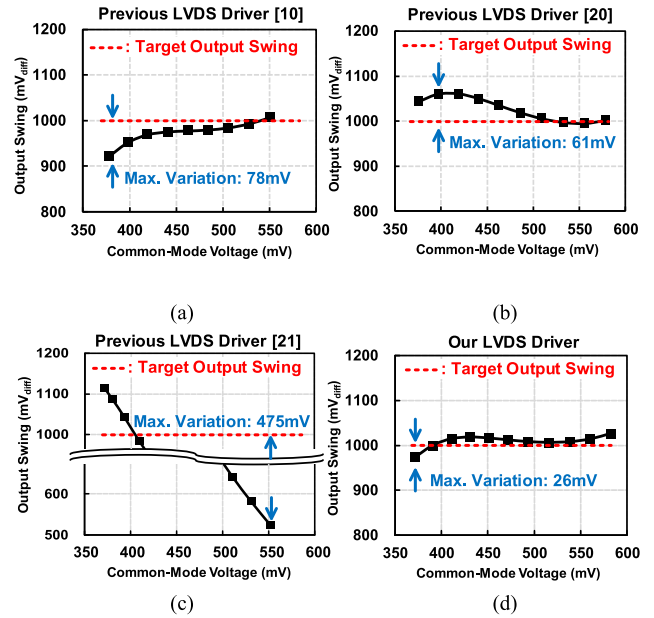 Previous LVDS Driver [10]
1200
: Target Output Swing
1100
1000
900
Max. Variation: 78mV
800
350 400 450 500 550 600
Output Swing (mVdiff)
Common-Mode Voltage (mV)
(a)
Previous LVDS Driver [20]
1200
: Target Output Swing
1100
1000
900
Max. Variation: 61mV
800
350 400 450 500 550 600
Output Swing (mVdiff)
Common-Mode Voltage (mV)
(b)
Previous LVDS Driver [21]
1200
: Target Output Swing
1100
Max. Variation: 475mV
1000
600
500
350 400 450 500 550 600
Output Swing (mVdiff)
Common-Mode Voltage (mV)
(c)
Our LVDS Driver
1200
: Target Output Swing
1100
1000
Max. Variation: 26mV
900
800
350 400 450 500 550 600
Output Swing (mVdiff)
Common-Mode Voltage (mV)
(d)